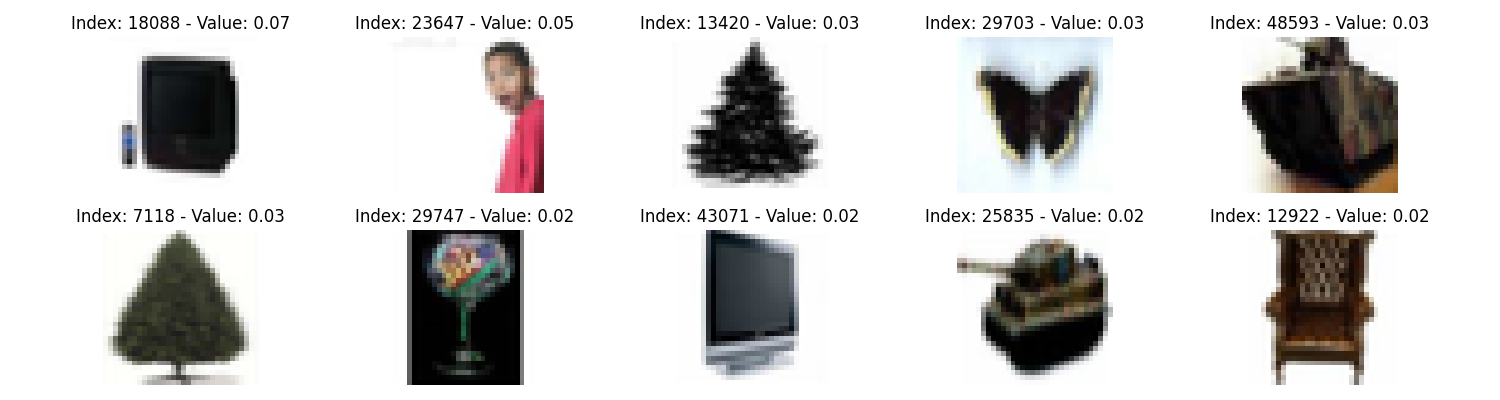 Index: 18088 - Value: 0.07
Index: 23647 - Value: 0.05
Index: 13420 - Value: 0.03
Index: 29703 - Value: 0.03
Index: 48593 - Value: 0.03
Index: 7118 - Value: 0.03
Index: 29747 - Value: 0.02
Index: 43071 - Value: 0.02
Index: 25835 - Value: 0.02
Index: 12922 - Value: 0.02